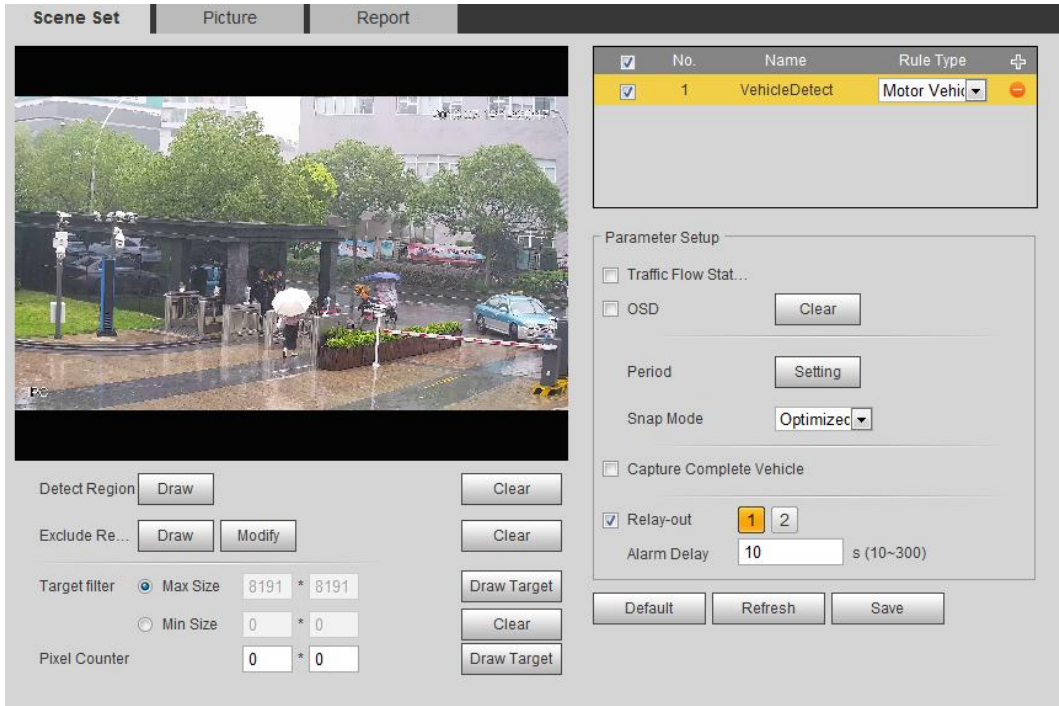 Scene Set Picture Report
No. Name Rule Type
1 VehicleDetect Motor Vehic
Parameter Setup
Traffic Flow Stat...
OSD Clear
Period Setting
Snap Mode Optimized
Capture Complete Vehicle
Relay-out 1 2
Alarm Delay 10 s (10~300)
Default Refresh Save
PC
Detect Region Draw Clear
Exclude Re... Draw Modify Clear
Target filter Max Size 8191 * 8191 Draw Target
Min Size 0 * 0 Clear
Pixel Counter 0 * 0 Draw Target